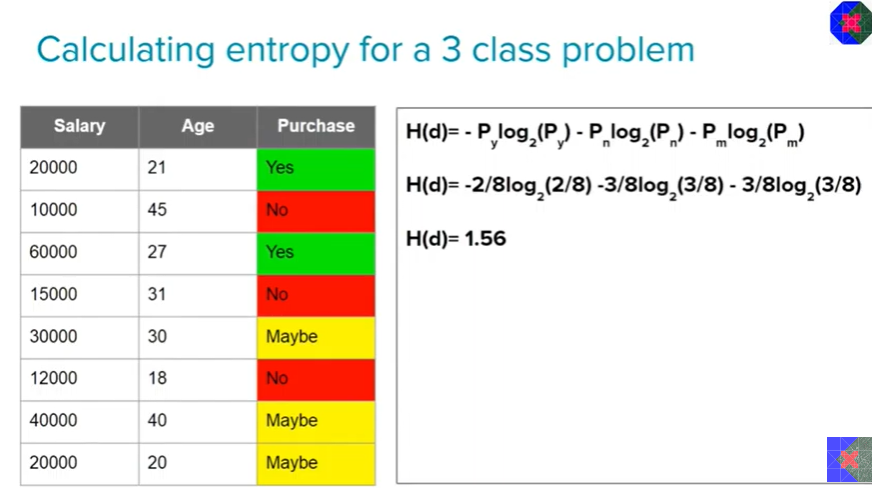 Calculating entropy for a 3 class problem
Salary Age Purchase
20000 21 Yes
10000 45 No
60000 27 Yes
15000 31 No
30000 30 Maybe
12000 18 No
40000 40 Maybe
20000 20 Maybe
H(d)= - Pylog2(Py) - Pnlog2(Pn) - Pmlog2(Pm)
H(d)= -2/8log2(2/8) -3/8log2(3/8) - 3/8log2(3/8)
H(d)= 1.56